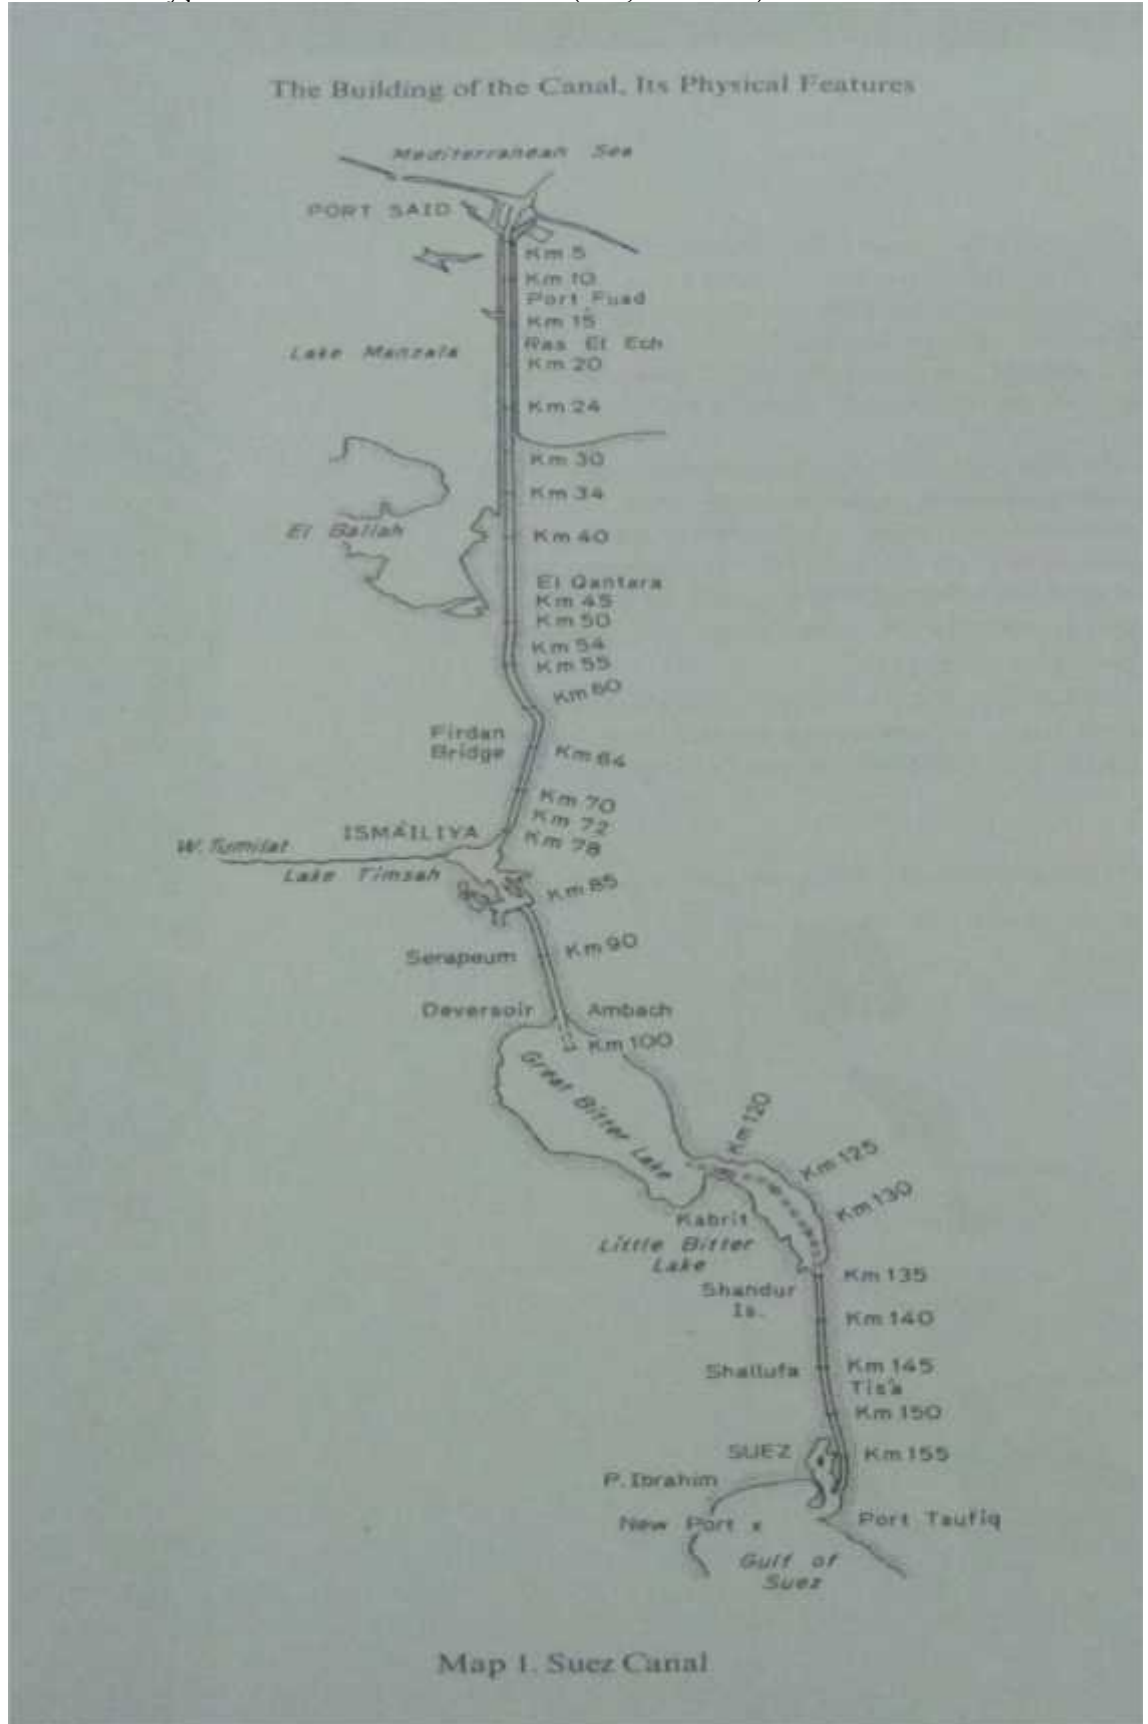 The Building of the Canal, Its Physical Features
Mediterranean Sea
PORT SAID
Km 5
Km 10
Port Fuad
Km 15
Ras El Ech
Lake Manzala
Km 20
Km 24
Km 30
Km 34
El Ballah
Km 40
El Qantara
Km 45
Km 50
Km 54
Km 55
Km 60
Firdan
Bridge
Km 64
Km 70
Km 72
ISMÁILIYA
Km 78
W. Tumilat
Lake Timsah
Km 85
Serapeum
Km 90
Deversoir
Ambach
Km 100
Great Bitter Lake
Km 120
Km 125
Km 130
Kabrit
Little Bitter
Lake
Km 135
Shandur
Is.
Km 140
Shallufa
Km 145
Tisá
Km 150
SUEZ
Km 155
P. Ibrahim
New Port x
Port Taufiq
Gulf of
Suez
Map 1. Suez Canal